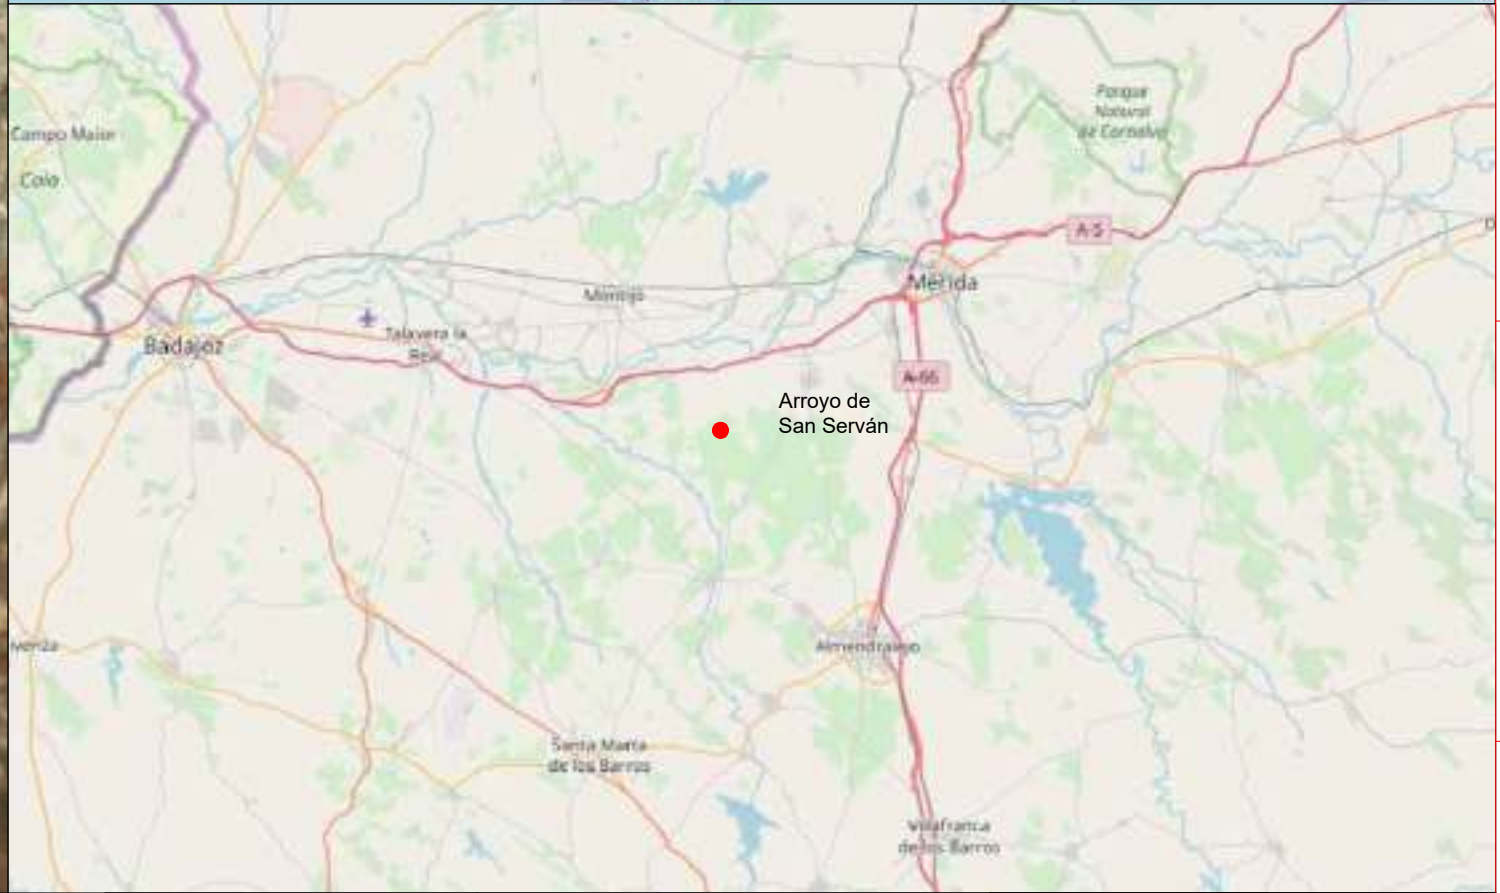 Parque
Natural
de Cornalvo
Campo Maior
Caia
A-5
Mérida
Montijo
Talavera la
Real
Badajoz
A-66
Arroyo de
San Serván
Almendralejo
Santa Marta
de los Barros
Villafranca
de los Barros